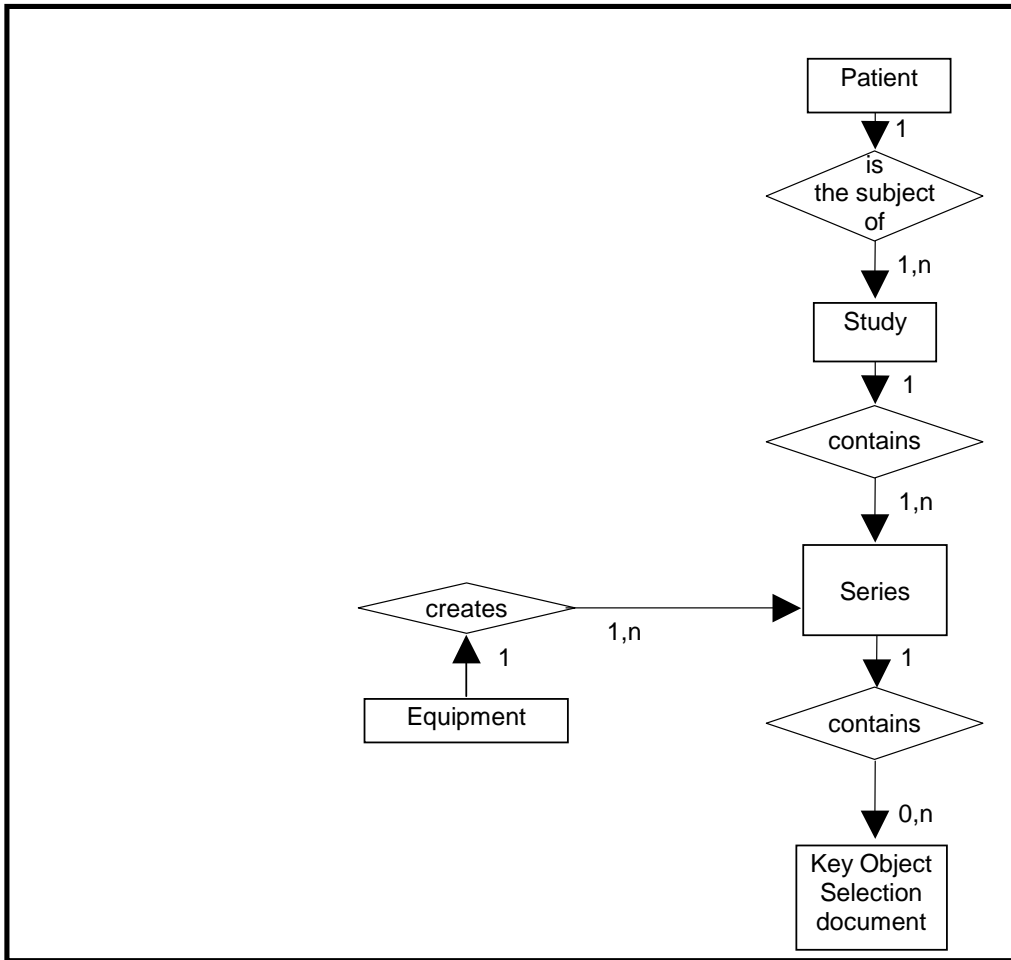 Patient
1
is
the subject
of
1,n
Study
1
contains
1,n
Series
creates
1,n
1
1
Equipment
contains
0,n
Key Object
Selection
document